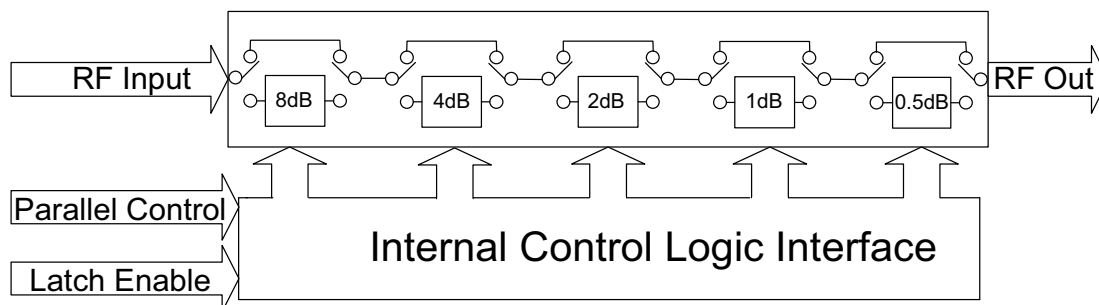 RF Input
8dB
4dB
2dB
1dB
0.5dB
RF Out
Parallel Control
Internal Control Logic Interface
Latch Enable